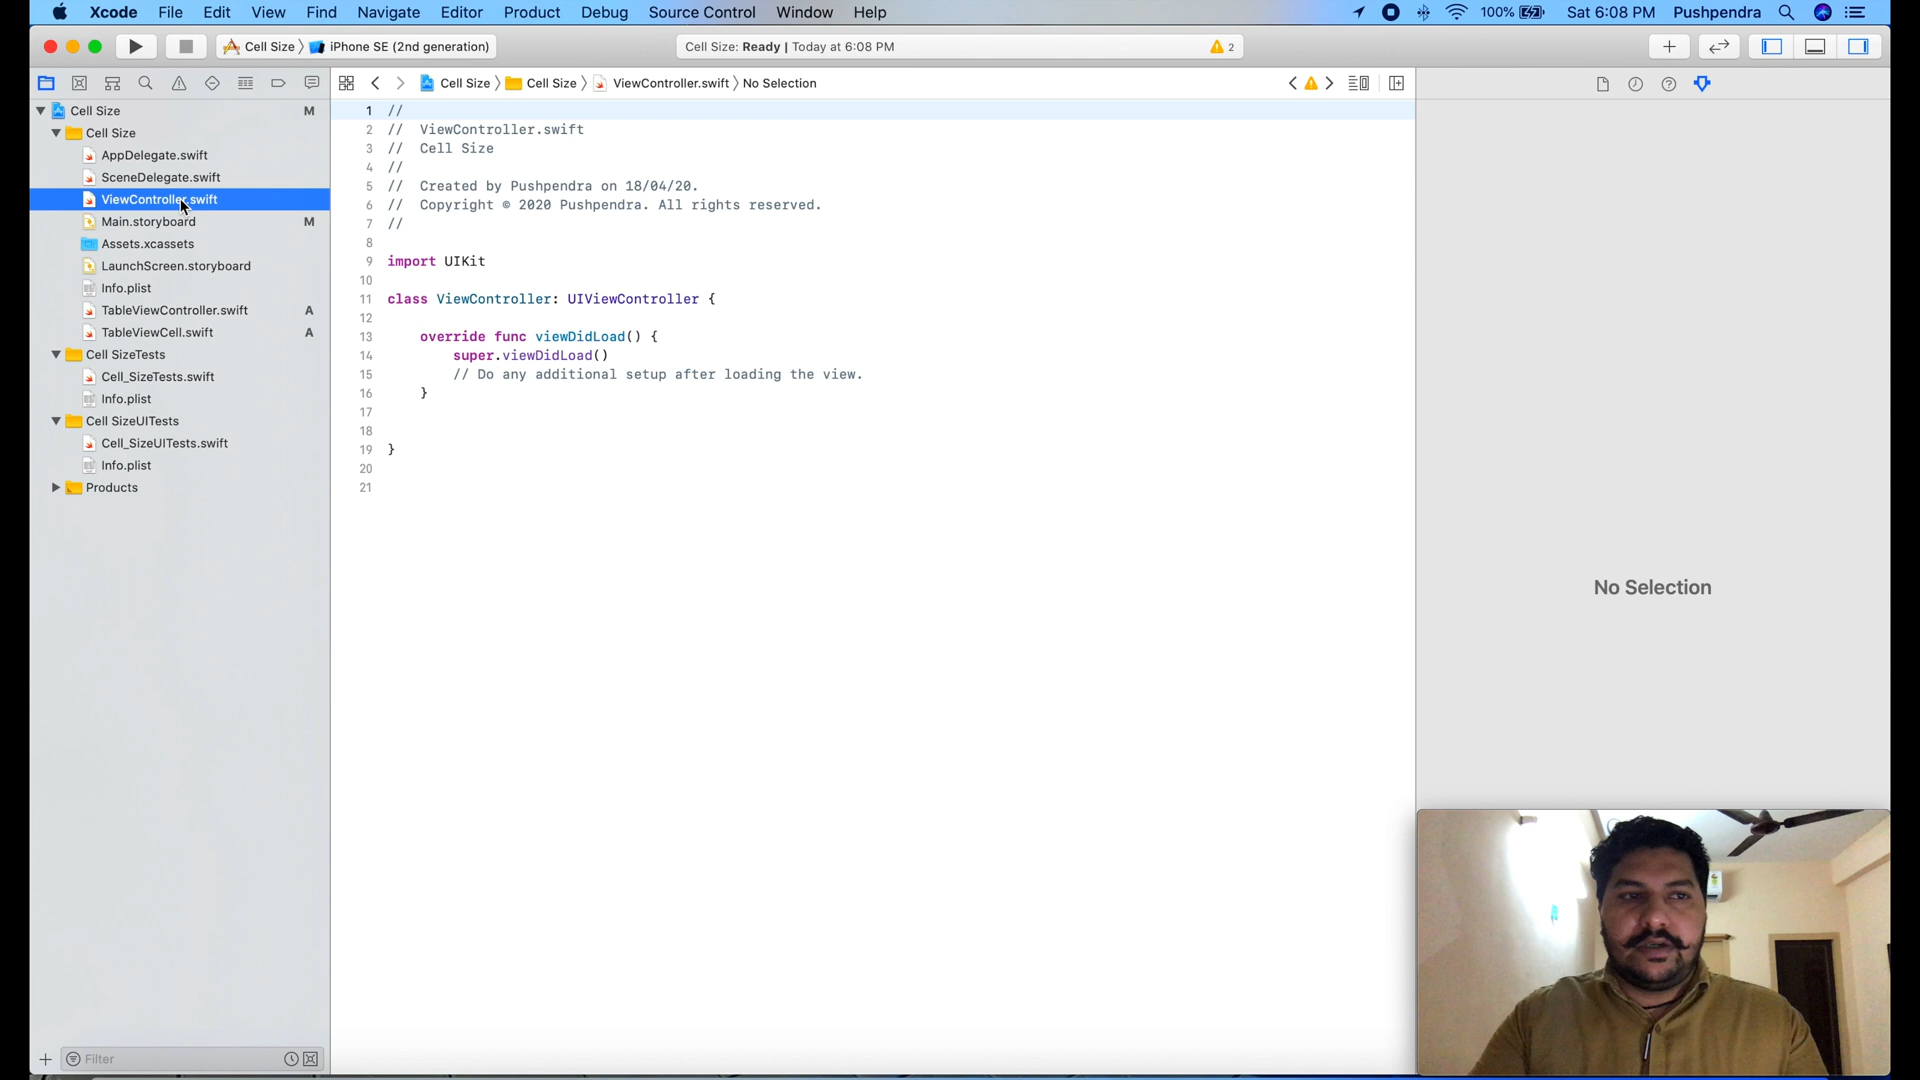 Xcode File Edit View Find Navigate Editor Product Debug Source Control Window Help 100% Sat 6:08 PM Pushpendra
Cell Size iPhone SE (2nd generation) Cell Size: Ready | Today at 6:08 PM 2
Cell Size Cell Size ViewController.swift No Selection
Cell Size M
Cell Size
AppDelegate.swift
SceneDelegate.swift
ViewController.swift
Main.storyboard M
Assets.xcassets
LaunchScreen.storyboard
Info.plist
TableViewController.swift A
TableViewCell.swift A
Cell SizeTests
Cell_SizeTests.swift
Info.plist
Cell SizeUITests
Cell_SizeUITests.swift
Info.plist
Products
Filter
1 //
2 // ViewController.swift
3 // Cell Size
4 //
5 // Created by Pushpendra on 18/04/20.
6 // Copyright © 2020 Pushpendra. All rights reserved.
7 //
8
9 import UIKit
10
11 class ViewController: UIViewController {
12
13 override func viewDidLoad() {
14 super.viewDidLoad()
15 // Do any additional setup after loading the view.
16 }
17
18
19 }
20
21
No Selection